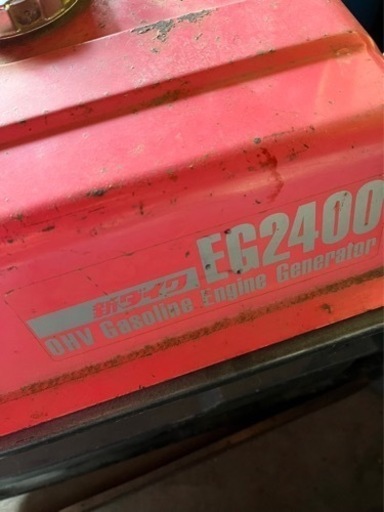 新ダイワ EG2400
OHV Gasoline Engine Generator